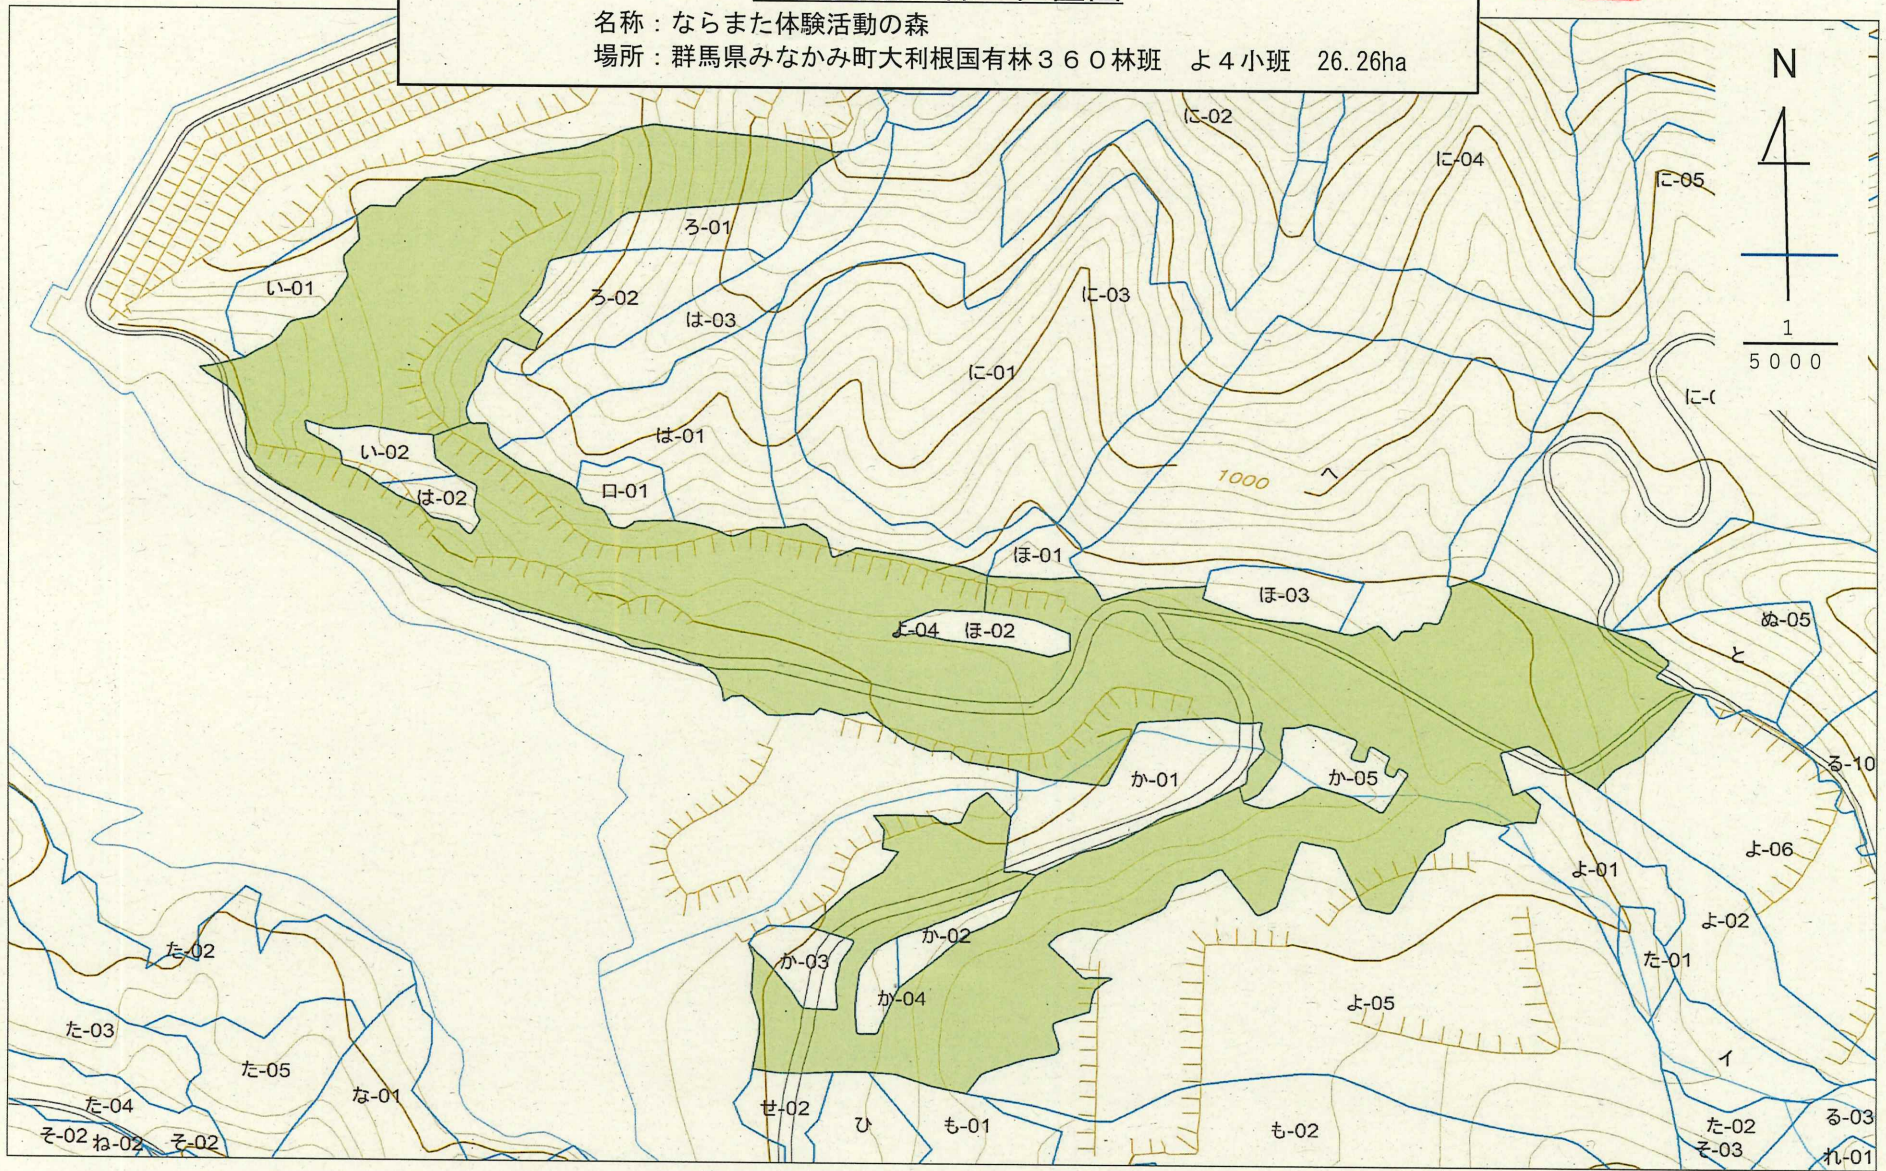 名称：ならまた体験活動の森
場所：群馬県みなかみ町大利根国有林３６０林班　よ４小班　26.26ha
N
1
5000
に-02
に-04
に-05
ろ-01
い-01
ろ-02
は-03
に-03
に-01
い-02
は-01
は-02
ロ-01
1000
へ
ほ-01
ほ-03
よ-04
ほ-02
ぬ-05
と
る-10
か-01
か-05
よ-06
よ-01
よ-02
か-02
か-03
か-04
た-01
よ-05
た-02
た-03
た-05
な-01
た-04
そ-02
ね-02
そ-02
せ-02
ひ
も-01
も-02
イ
た-02
る-03
そ-03
れ-01